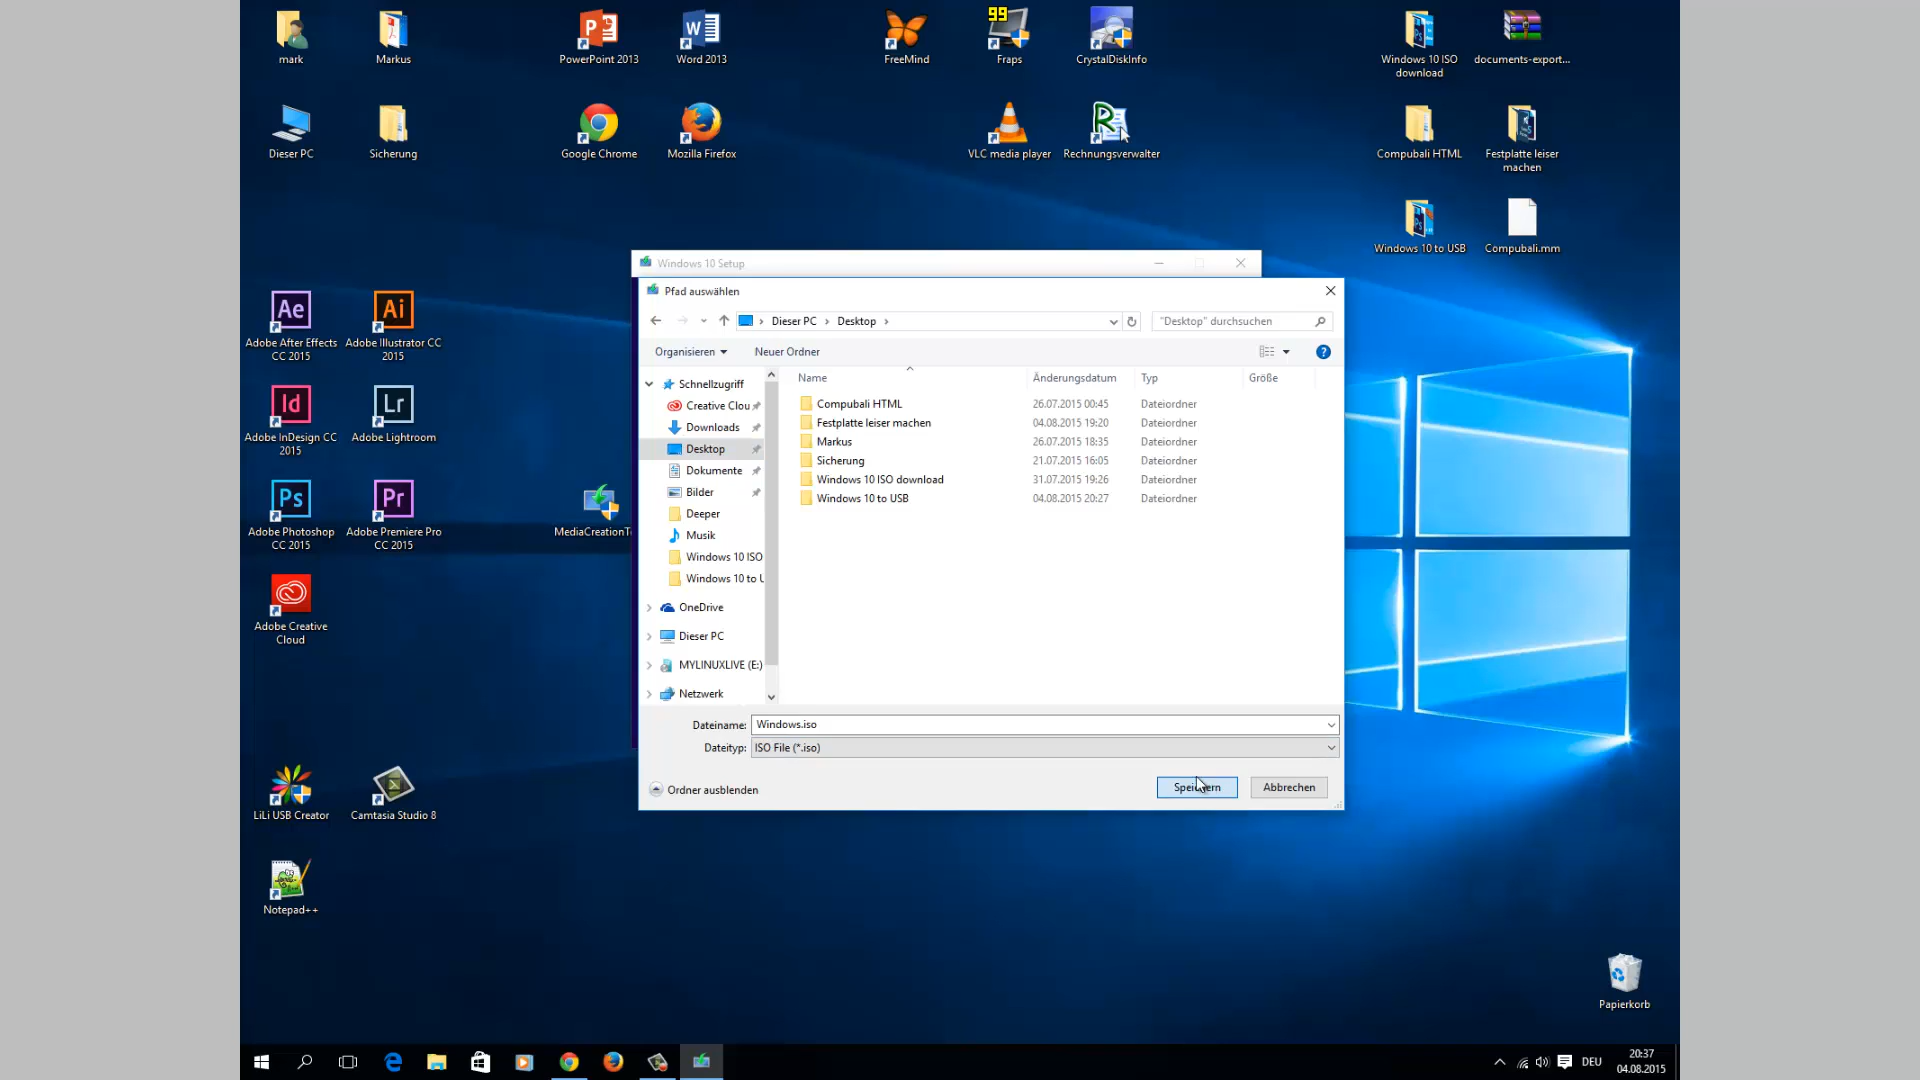 mark
Markus
PowerPoint 2013
Word 2013
FreeMind
99
Fraps
CrystalDiskInfo
Windows 10 ISO
download
documents-export...
Dieser PC
Sicherung
Google Chrome
Mozilla Firefox
VLC media player
Rechnungsverwalter
Compubali HTML
Festplatte leiser
machen
Windows 10 to USB
Compubali.mm
Adobe After Effects
CC 2015
Adobe Illustrator CC
2015
Adobe InDesign CC
2015
Adobe Lightroom
Adobe Photoshop
CC 2015
Adobe Premiere Pro
CC 2015
MediaCreationT
Adobe Creative
Cloud
LiLi USB Creator
Camtasia Studio 8
Notepad++
Papierkorb
Windows 10 Setup
Pfad auswählen
Dieser PC > Desktop >
"Desktop" durchsuchen
Organisieren
Neuer Ordner
Schnellzugriff
Creative Clou
Downloads
Desktop
Dokumente
Bilder
Deeper
Musik
Windows 10 ISO
Windows 10 to U
OneDrive
Dieser PC
MYLINUXLIVE (E:)
Netzwerk
Name Änderungsdatum Typ Größe
Compubali HTML 26.07.2015 00:45 Dateiordner
Festplatte leiser machen 04.08.2015 19:20 Dateiordner
Markus 26.07.2015 18:35 Dateiordner
Sicherung 21.07.2015 16:05 Dateiordner
Windows 10 ISO download 31.07.2015 19:26 Dateiordner
Windows 10 to USB 04.08.2015 20:27 Dateiordner
Dateiname: Windows.iso
Dateityp: ISO File (*.iso)
Ordner ausblenden
Speichern
Abbrechen
DEU
20:37
04.08.2015